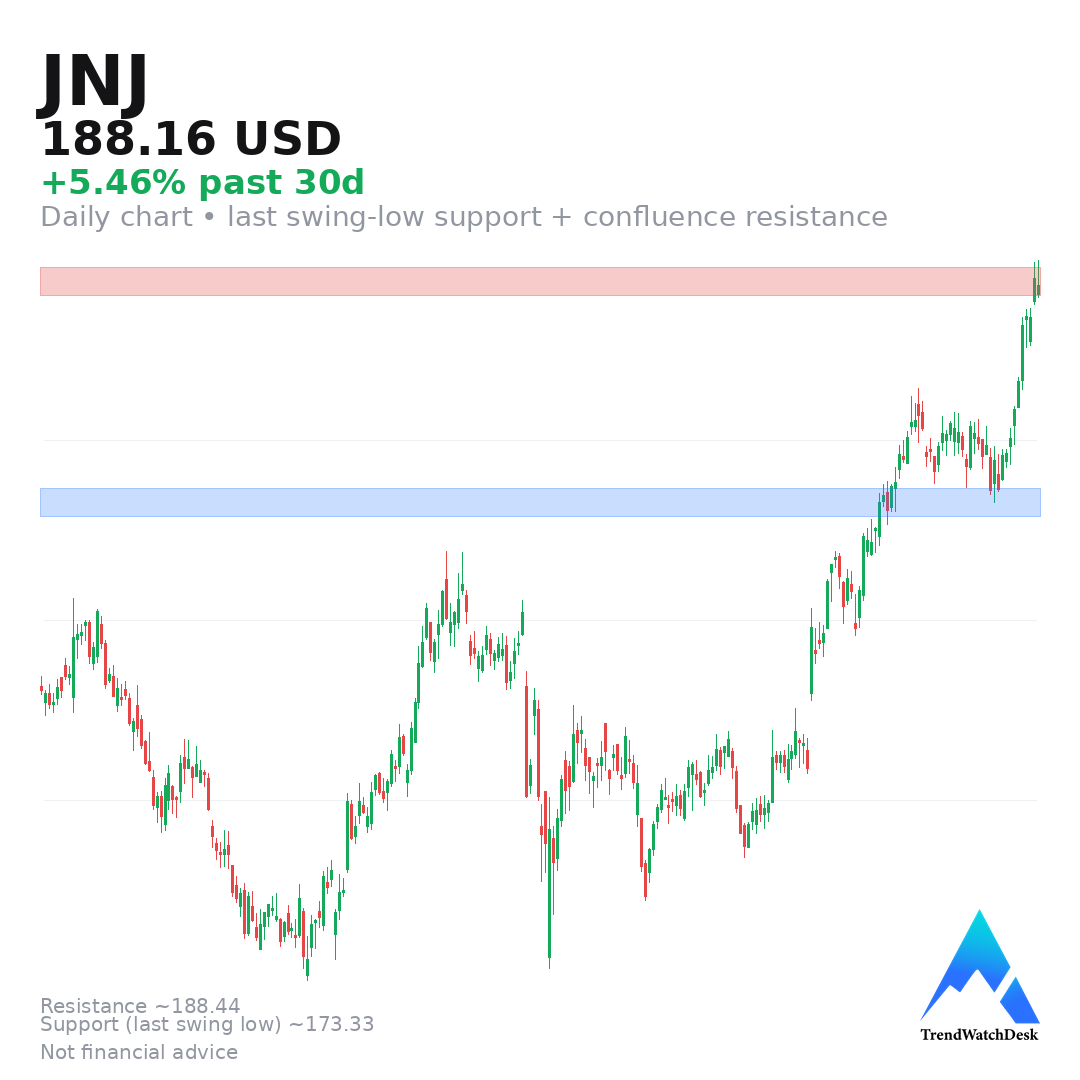 JNJ
188.16 USD
+5.46% past 30d
Daily chart • last swing-low support + confluence resistance
Resistance ~188.44
Support (last swing low) ~173.33
Not financial advice
TrendWatchDesk